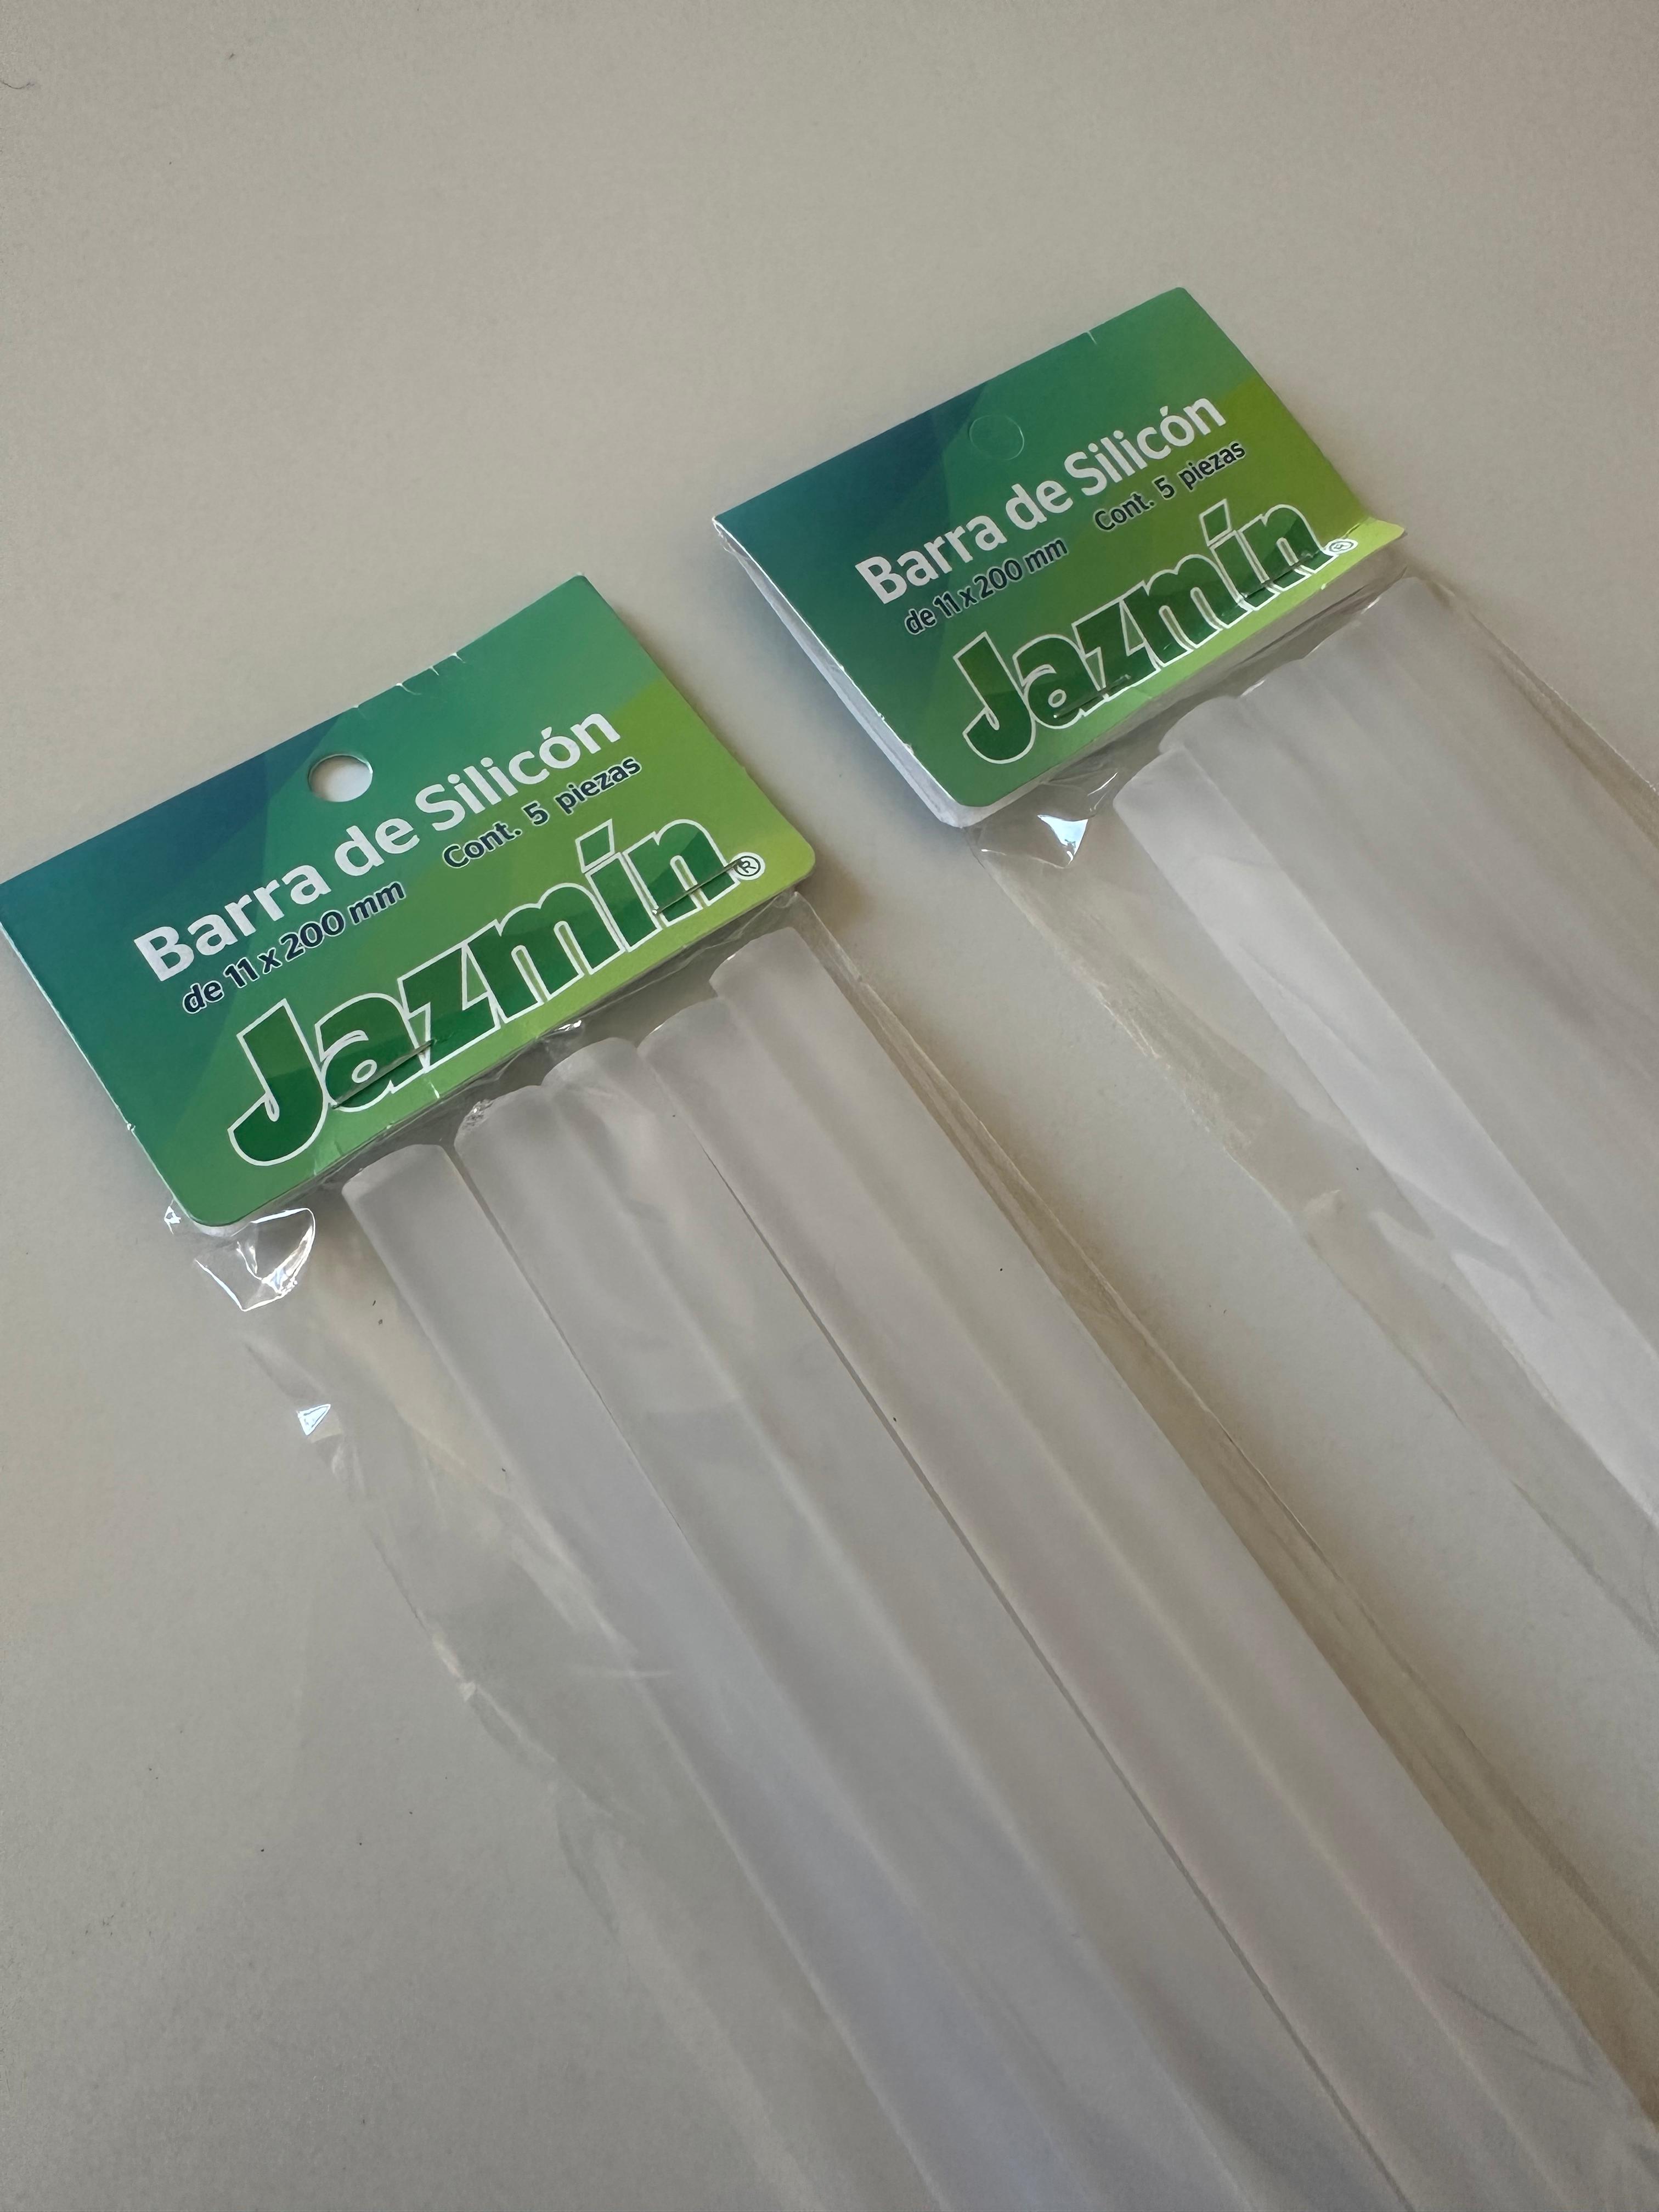 Barra de Silicón
de 11 x 200 mm Cont. 5 piezas
Jazmín®
Barra de Silicón
de 11 x 200 mm Cont. 5 piezas
Jazmín®